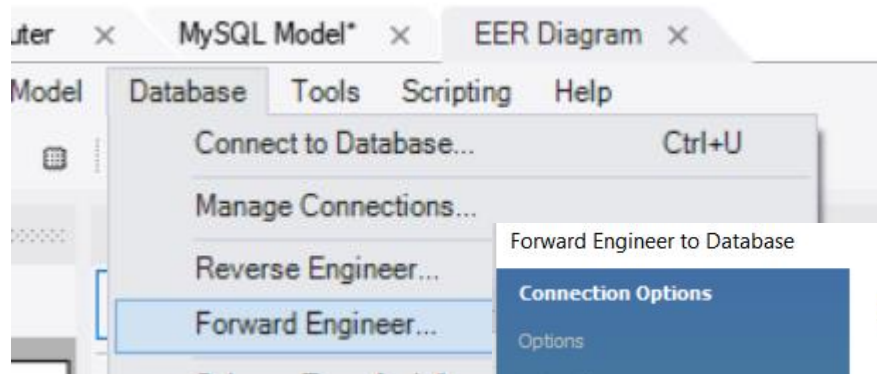 MySQL Model* × EER Diagram ×
Model Database Tools Scripting Help
Connect to Database... Ctrl+U
Manage Connections...
Forward Engineer to Database
Reverse Engineer...
Connection Options
Forward Engineer...
Options